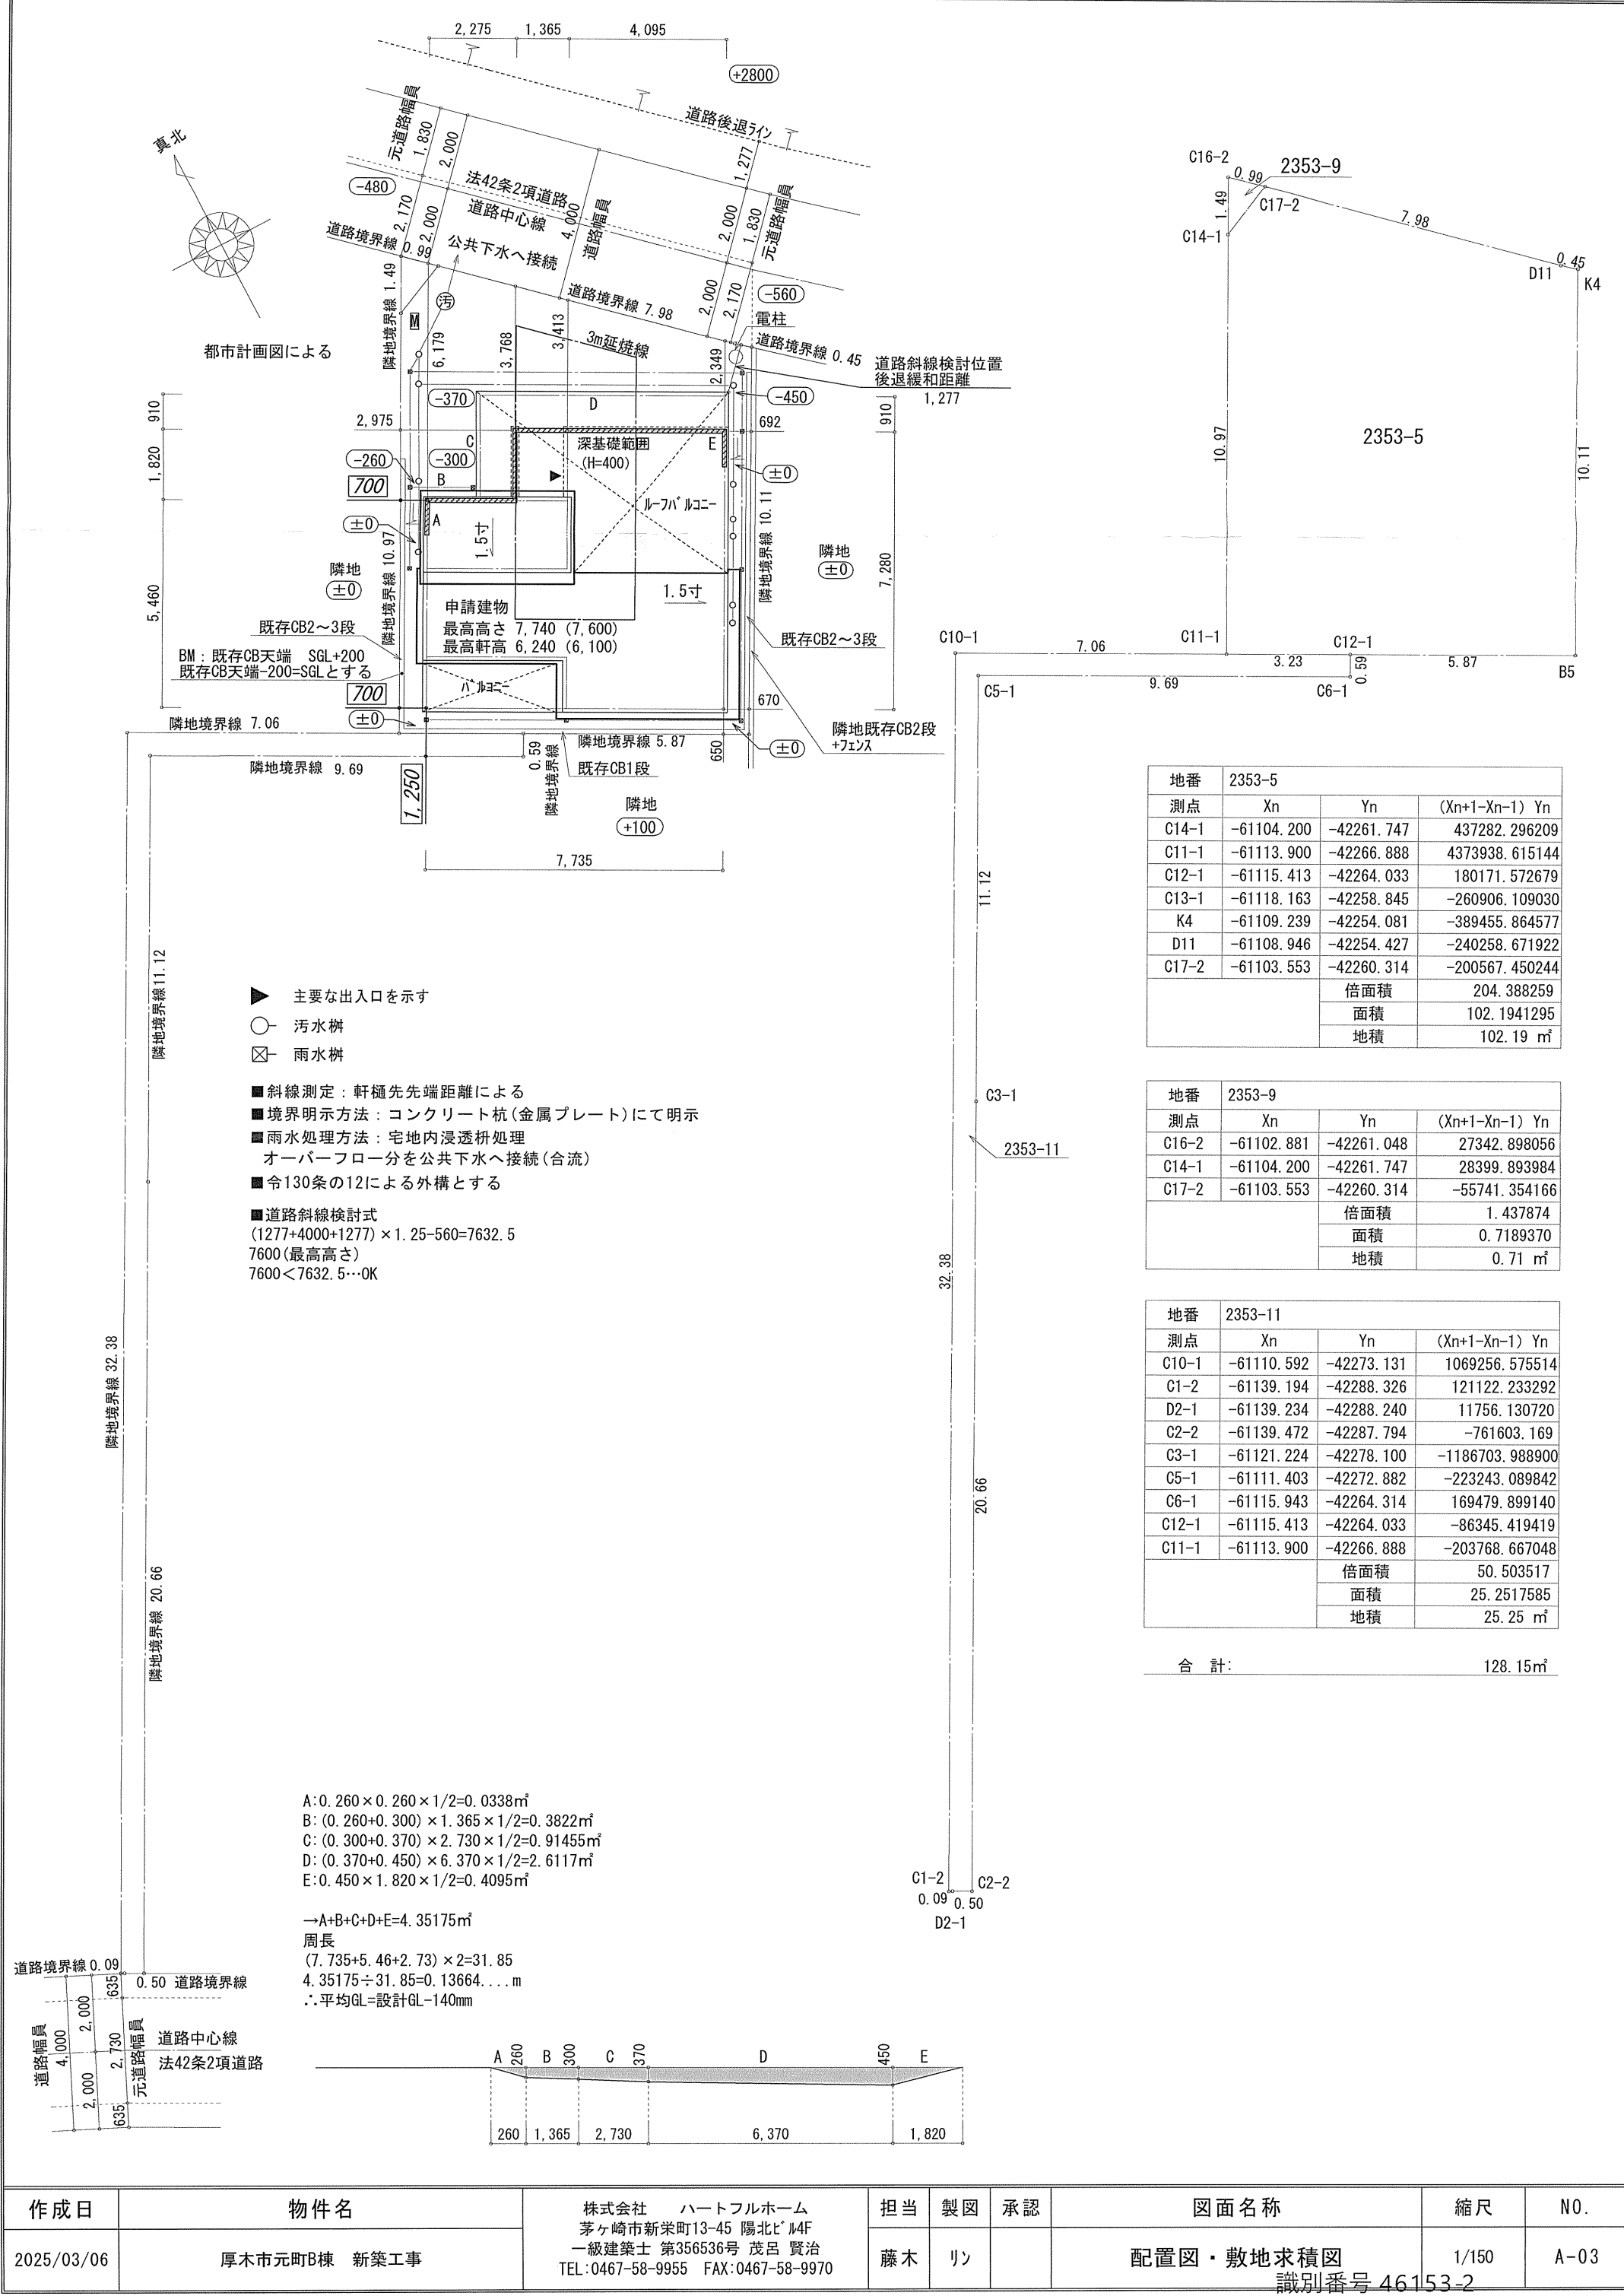 2,275
1,365
4,095
+2800
真北
元道路幅員
1,830
2,000
道路後退ライン
1,277
-480
法42条2項道路
道路中心線
2,170
2,000
4,000
道路幅員
2,000
1,830
元道路幅員
道路境界線 0.99
公共下水へ接続
道路境界線 7.98
2,000
2,170
-560
隣地境界線 1.49
汚
M
電柱
道路境界線 0.45
都市計画図による
6,179
3,768
3,413
3m延焼線
2,349
道路斜線検討位置
後退緩和距離
1,277
910
-370
D
-450
910
2,975
C
深基礎範囲
(H=400)
E
692
1,820
-260
-300
±0
700
B
ルーフバルコニー
A
±0
1.5寸
隣地境界線 10.97
隣地境界線 10.11
隣地
±0
隣地
±0
7,280
5,460
1.5寸
申請建物
最高高さ 7,740 (7,600)
最高軒高 6,240 (6,100)
既存CB2～3段
既存CB2～3段
BM：既存CB天端 SGL+200
既存CB天端-200=SGLとする
700
バルコニー
670
±0
隣地境界線 7.06
隣地既存CB2段
+フェンス
隣地境界線 5.87
±0
隣地境界線 9.69
0.59
隣地境界線
既存CB1段
650
1,250
隣地
+100
7,735
隣地境界線11.12
隣地境界線 32.38
隣地境界線 20.66
主要な出入口を示す
汚水桝
雨水桝
■斜線測定：軒樋先先端距離による
■境界明示方法：コンクリート杭(金属プレート)にて明示
■雨水処理方法：宅地内浸透枡処理
オーバーフロー分を公共下水へ接続(合流)
■令130条の12による外構とする
■道路斜線検討式
(1277+4000+1277)×1.25-560=7632.5
7600(最高高さ)
7600＜7632.5…OK
A:0.260×0.260×1/2=0.0338㎡
B:(0.260+0.300)×1.365×1/2=0.3822㎡
C:(0.300+0.370)×2.730×1/2=0.91455㎡
D:(0.370+0.450)×6.370×1/2=2.6117㎡
E:0.450×1.820×1/2=0.4095㎡
→A+B+C+D+E=4.35175㎡
周長
(7.735+5.46+2.73)×2=31.85
4.35175÷31.85=0.13664....m
∴平均GL=設計GL-140mm
道路境界線 0.09
0.50 道路境界線
635
2,000
道路幅員
4,000
2,730
元道路幅員
道路中心線
法42条2項道路
2,000
635
A 260 B 300 C 370 D 450 E
260 1,365 2,730 6,370 1,820
C16-2
2353-9
0.99
1.49
C17-2
C14-1
7.98
D11
0.45
K4
2353-5
10.97
10.11
C10-1
7.06
C11-1
3.23
C12-1
5.87
B5
C5-1
9.69
C6-1
0.59
11.12
C3-1
2353-11
32.38
20.66
C1-2
C2-2
0.09
0.50
D2-1
地番 2353-5
測点 Xn Yn (Xn+1-Xn-1) Yn
C14-1 -61104.200 -42261.747 437282.296209
C11-1 -61113.900 -42266.888 4373938.615144
C12-1 -61115.413 -42264.033 180171.572679
C13-1 -61118.163 -42258.845 -260906.109030
K4 -61109.239 -42254.081 -389455.864577
D11 -61108.946 -42254.427 -240258.671922
C17-2 -61103.553 -42260.314 -200567.450244
倍面積 204.388259
面積 102.1941295
地積 102.19 ㎡
地番 2353-9
測点 Xn Yn (Xn+1-Xn-1) Yn
C16-2 -61102.881 -42261.048 27342.898056
C14-1 -61104.200 -42261.747 28399.893984
C17-2 -61103.553 -42260.314 -55741.354166
倍面積 1.437874
面積 0.7189370
地積 0.71 ㎡
地番 2353-11
測点 Xn Yn (Xn+1-Xn-1) Yn
C10-1 -61110.592 -42273.131 1069256.575514
C1-2 -61139.194 -42288.326 121122.233292
D2-1 -61139.234 -42288.240 11756.130720
C2-2 -61139.472 -42287.794 -761603.169
C3-1 -61121.224 -42278.100 -1186703.988900
C5-1 -61111.403 -42272.882 -223243.089842
C6-1 -61115.943 -42264.314 169479.899140
C12-1 -61115.413 -42264.033 -86345.419419
C11-1 -61113.900 -42266.888 -203768.667048
倍面積 50.503517
面積 25.2517585
地積 25.25 ㎡
合 計: 128.15㎡
作成日
2025/03/06
物件名
厚木市元町B棟 新築工事
株式会社 ハートフルホーム
茅ヶ崎市新栄町13-45 陽北ビル4F
一級建築士 第356536号 茂呂 賢治
TEL:0467-58-9955 FAX:0467-58-9970
担当 製図 承認
藤木 リン
図面名称
配置図・敷地求積図
縮尺
1/150
NO.
A-03
識別番号 46153-2